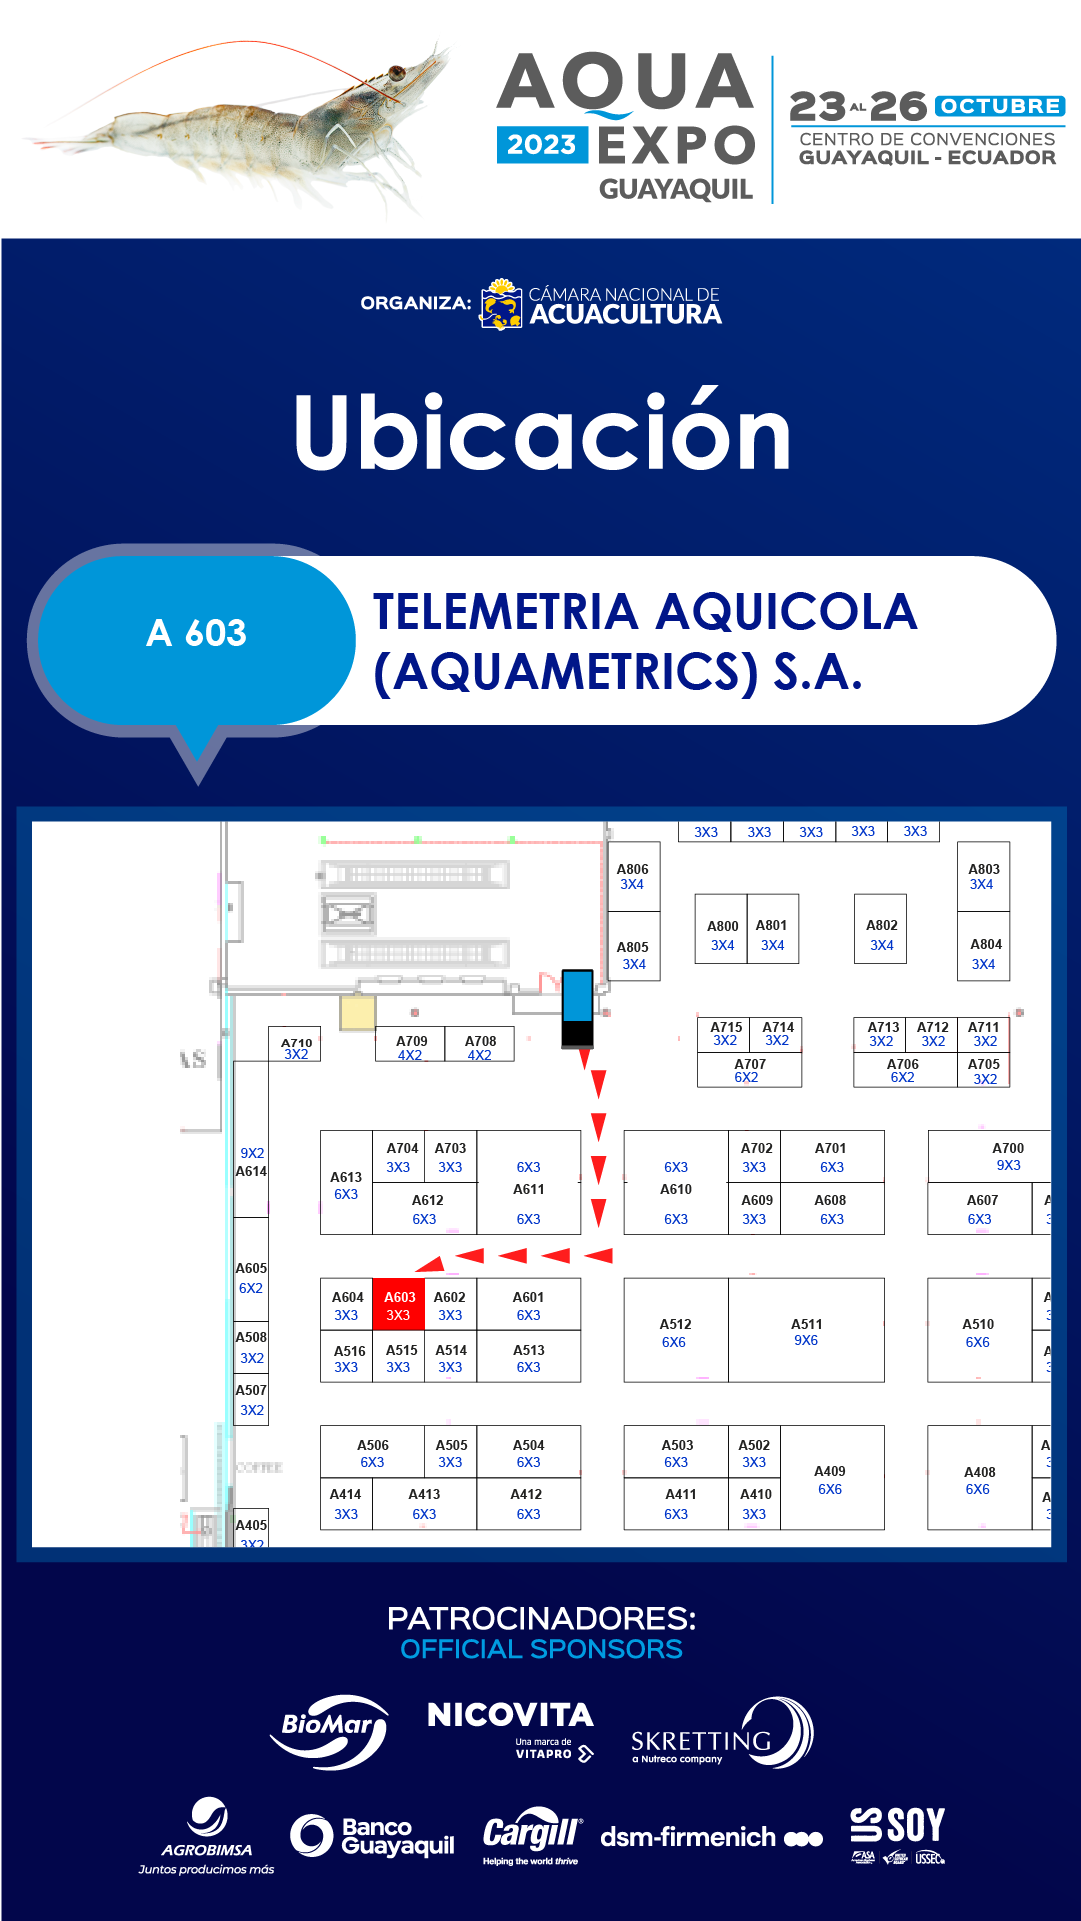 AQUA
2023 EXPO
GUAYAQUIL
23 AL 26 OCTUBRE
CENTRO DE CONVENCIONES
GUAYAQUIL - ECUADOR
ORGANIZA:
CÁMARA NACIONAL DE
ACUACULTURA
Ubicación
A 603
TELEMETRIA AQUICOLA
(AQUAMETRICS) S.A.
3X3 3X3 3X3 3X3 3X3
A806
3X4
A805
3X4
A800
3X4
A801
3X4
A802
3X4
A803
3X4
A804
3X4
A710
3X2
A709
4X2
A708
4X2
A715
3X2
A714
3X2
A707
6X2
A713
3X2
A712
3X2
A711
3X2
A706
6X2
A705
3X2
9X2
A614
A613
6X3
A704
3X3
A703
3X3
A612
6X3
6X3
A611
6X3
6X3
A610
6X3
A702
3X3
A701
6X3
A609
3X3
A608
6X3
A700
9X3
A607
6X3
A605
6X2
A508
3X2
A507
3X2
A604
3X3
A603
3X3
A602
3X3
A601
6X3
A516
3X3
A515
3X3
A514
3X3
A513
6X3
A512
6X6
A511
9X6
A510
6X6
COFFEE
A506
6X3
A505
3X3
A504
6X3
A414
3X3
A413
6X3
A412
6X3
A503
6X3
A502
3X3
A411
6X3
A410
3X3
A409
6X6
A408
6X6
A405
3X2
PATROCINADORES:
OFFICIAL SPONSORS
BioMar
NICOVITA
Una marca de
VITAPRO
SKRETTING
a Nutreco company
AGROBIMSA
Juntos producimos más
Banco
Guayaquil
Cargill®
Helping the world thrive
dsm-firmenich
US SOY
ASA
USSEC